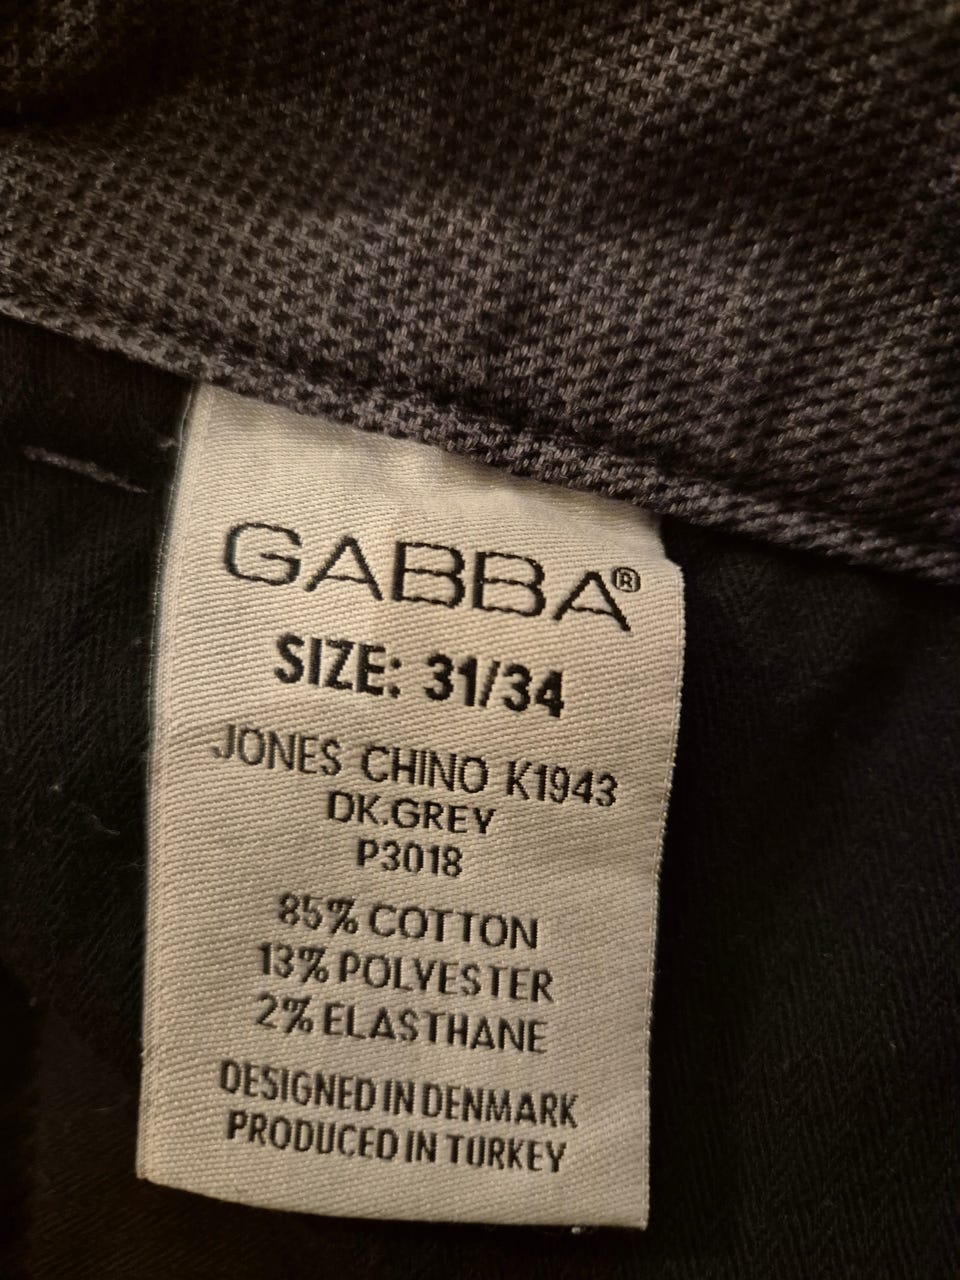 GABBA®
SIZE: 31/34
JONES CHINO K1943
DK.GREY
P3018
85% COTTON
13% POLYESTER
2% ELASTHANE
DESIGNED IN DENMARK
PRODUCED IN TURKEY